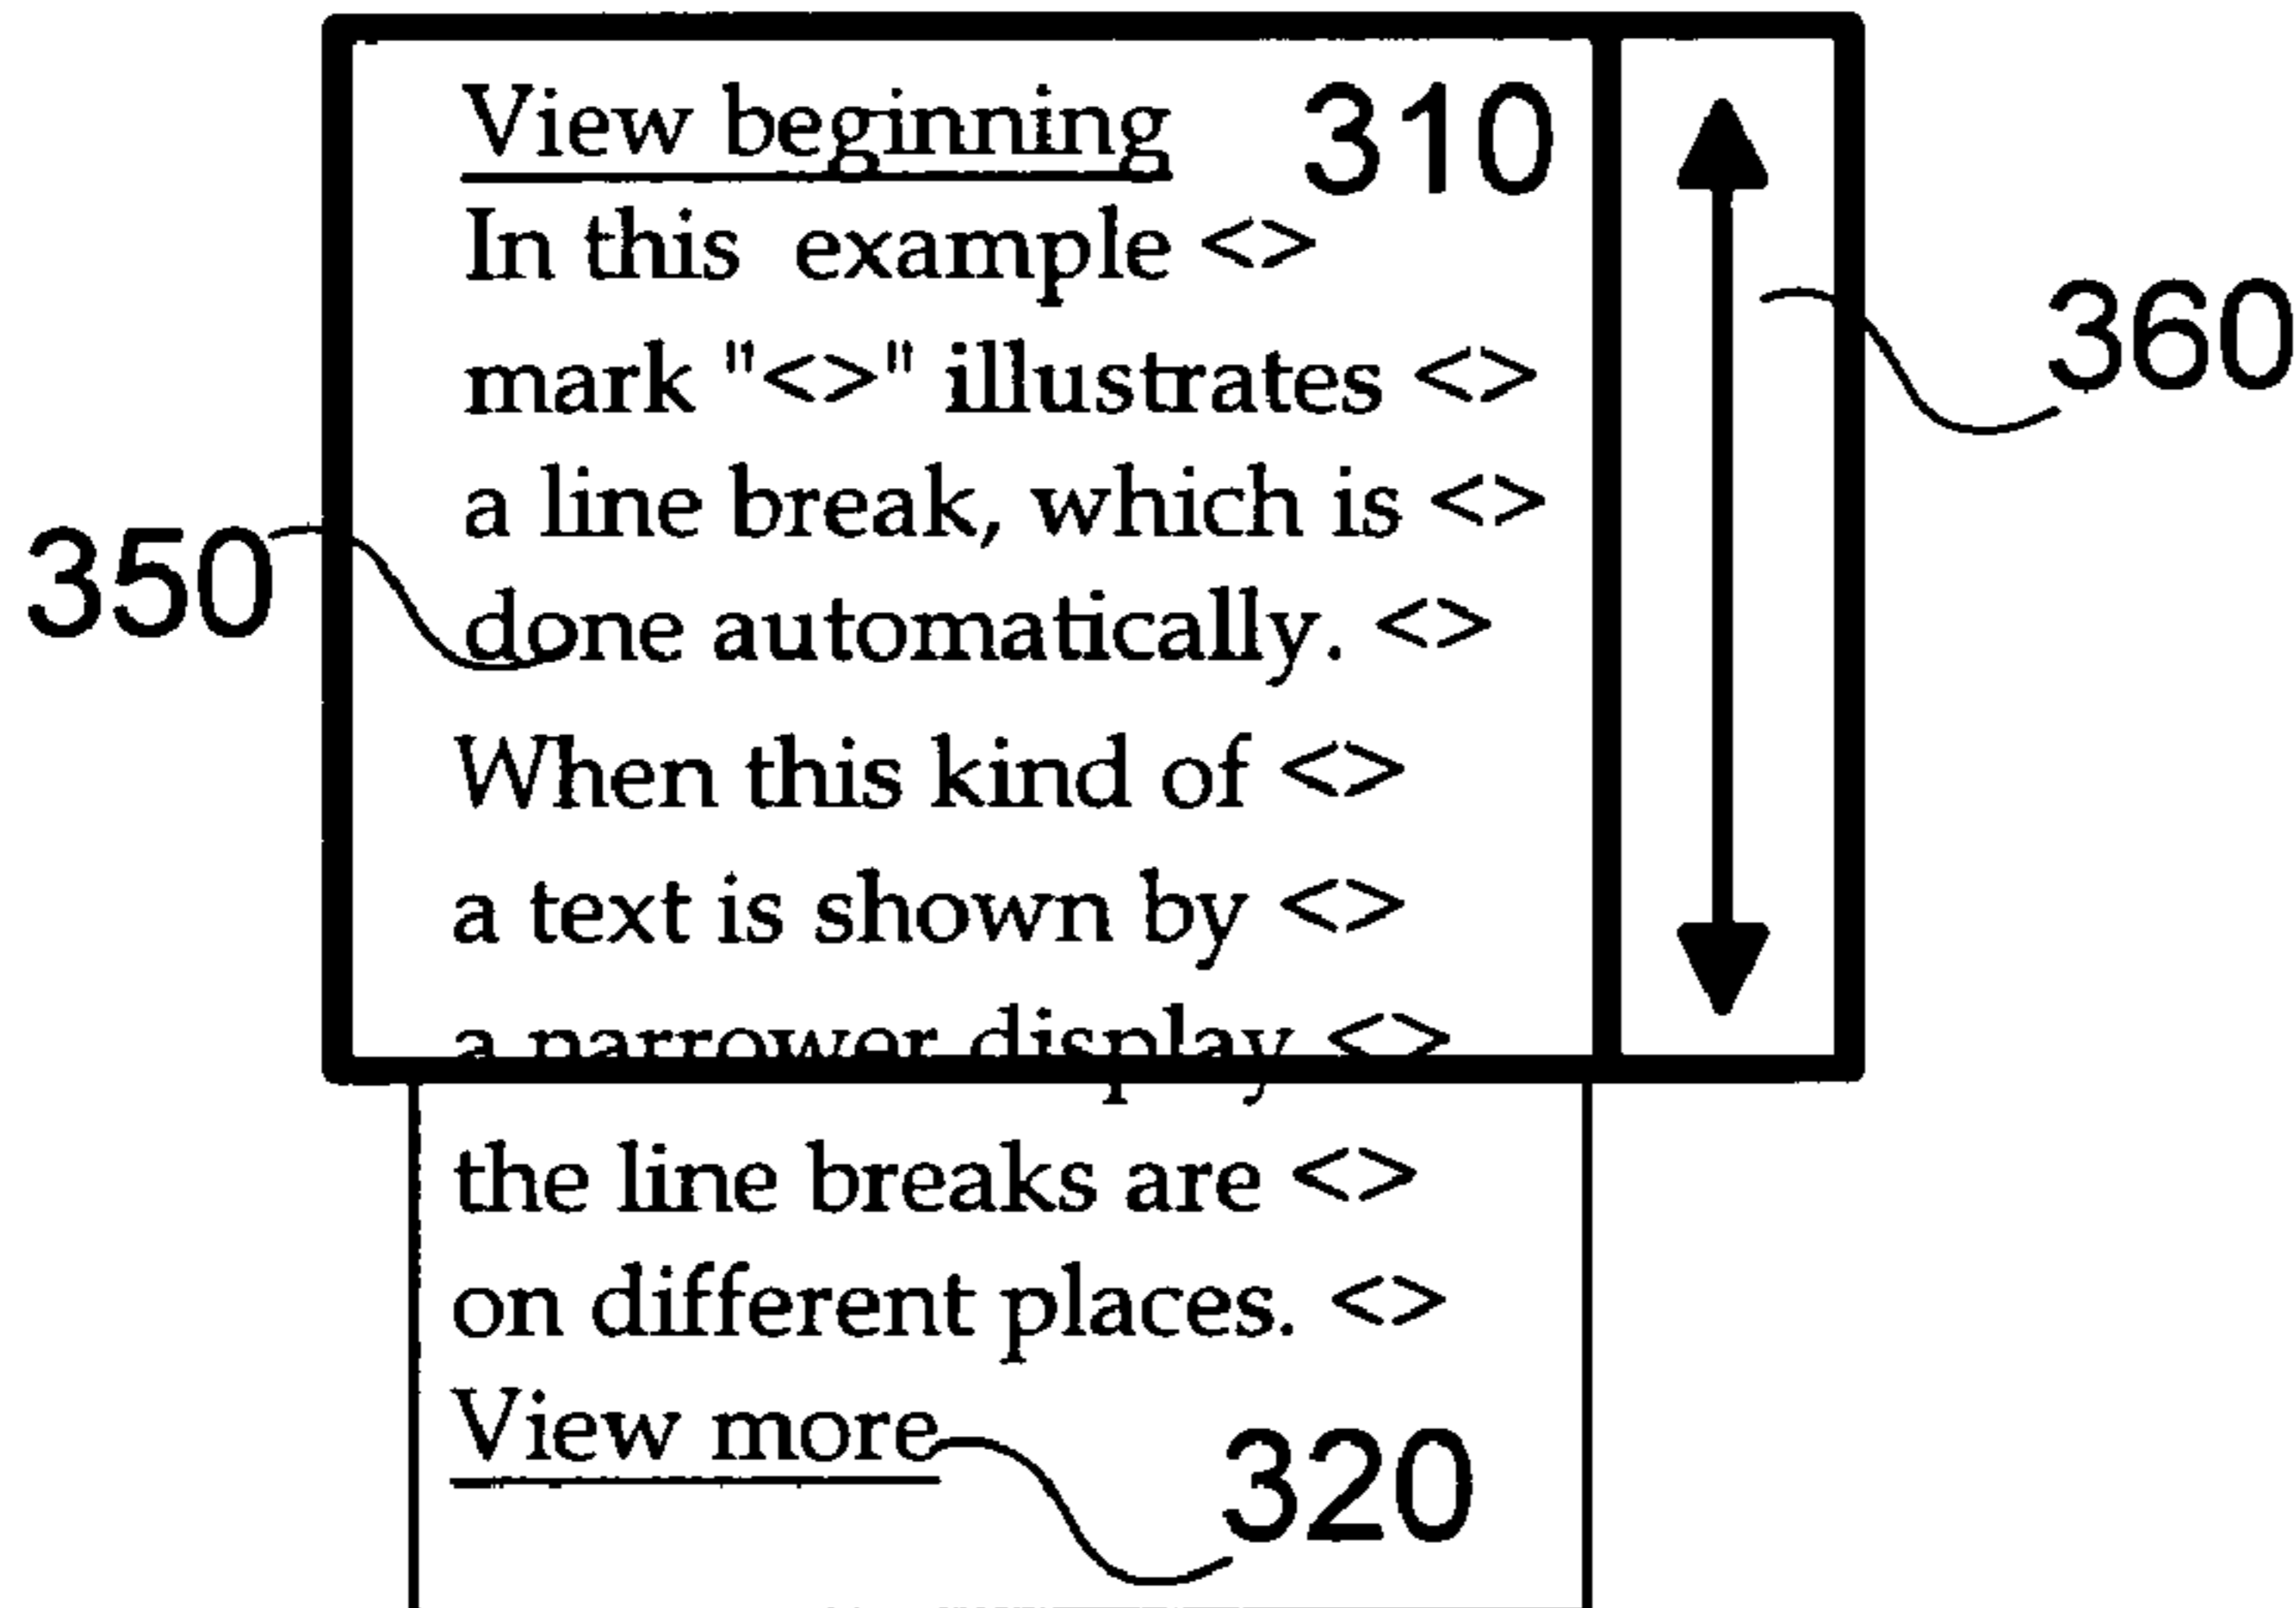 View beginning 310
In this example <>
360
mark "<>" illustrates <>
a line break, which is <>
350
done automatically. <>
When this kind of <>
a text is shown by <>
a narrower display <>
the line breaks are <>
on different places. <>
View more
320